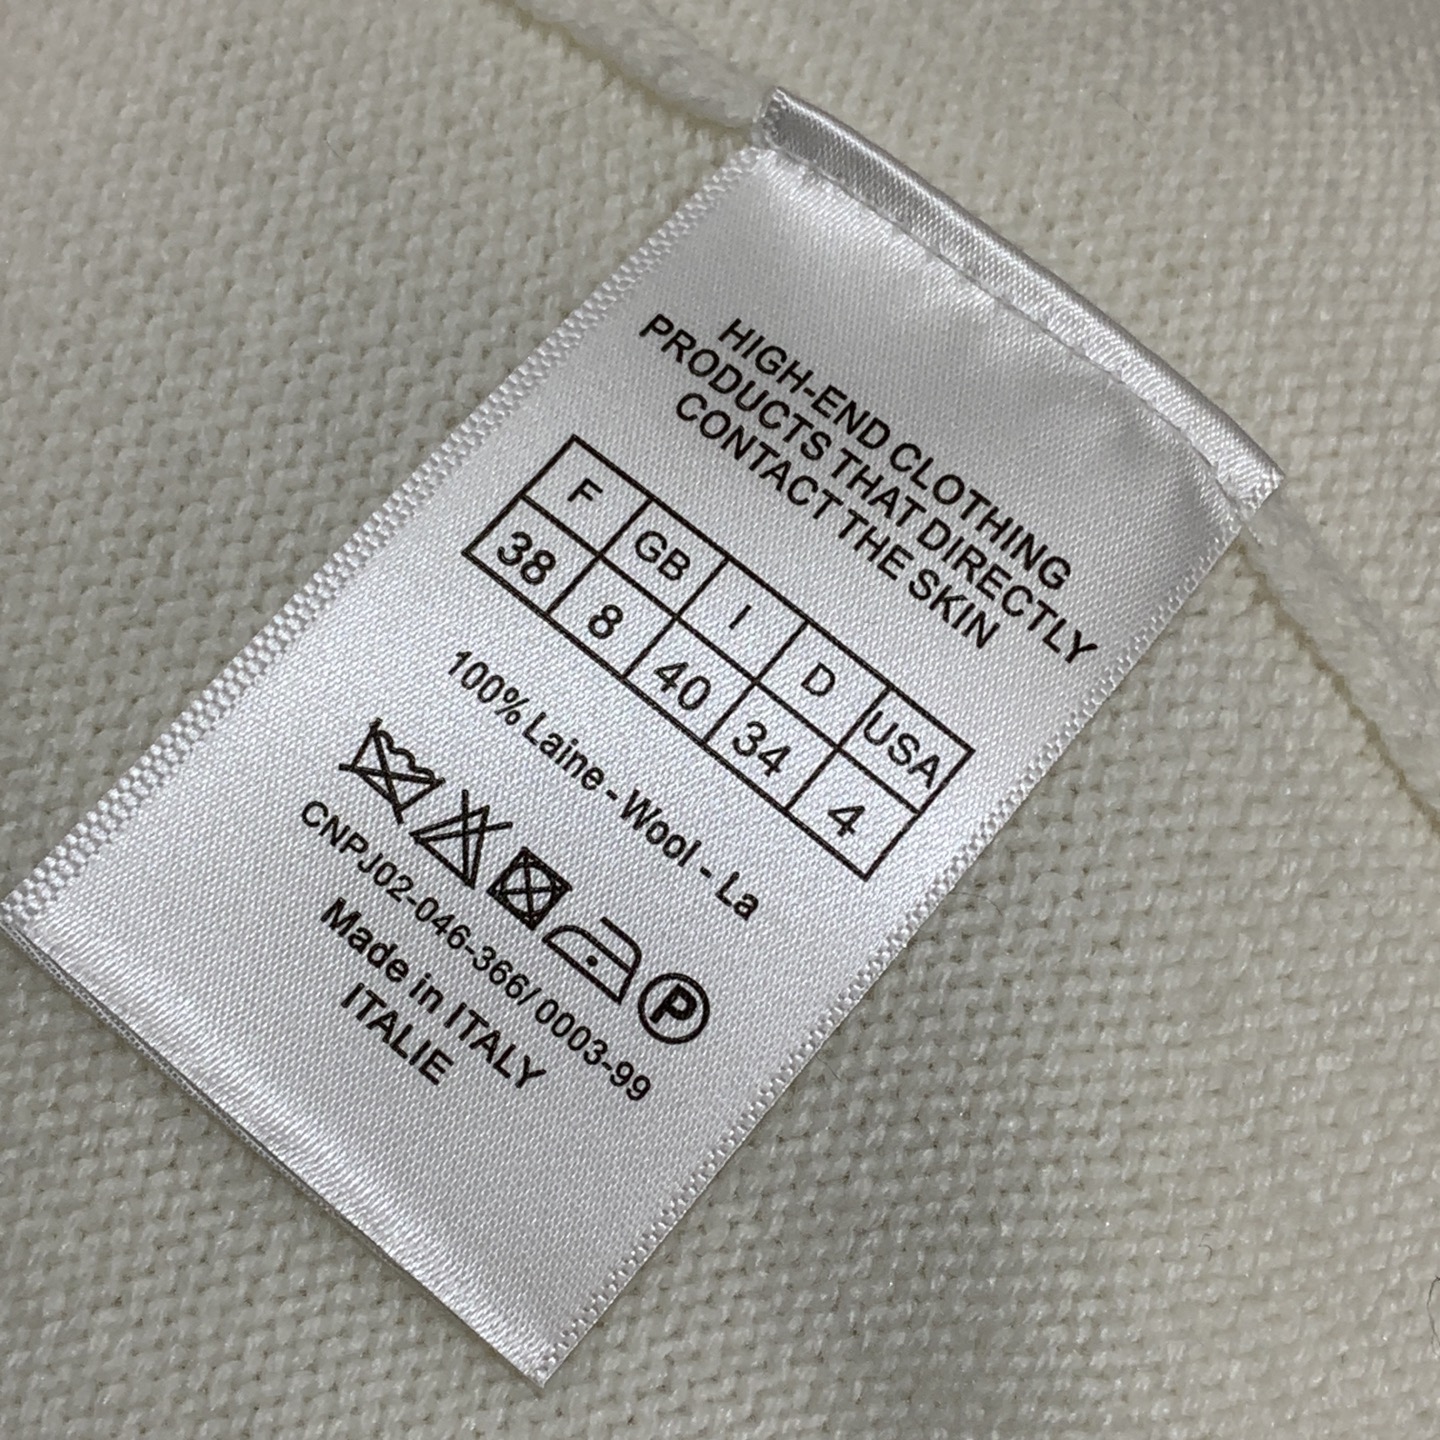 HIGH-END CLOTHING
PRODUCTS THAT DIRECTLY
CONTACT THE SKIN
F GB I D USA
38 8 40 34 4
100% Laine - Wool - La
P
CNPJ02-046-366/0003-99
Made in ITALY
ITALIE